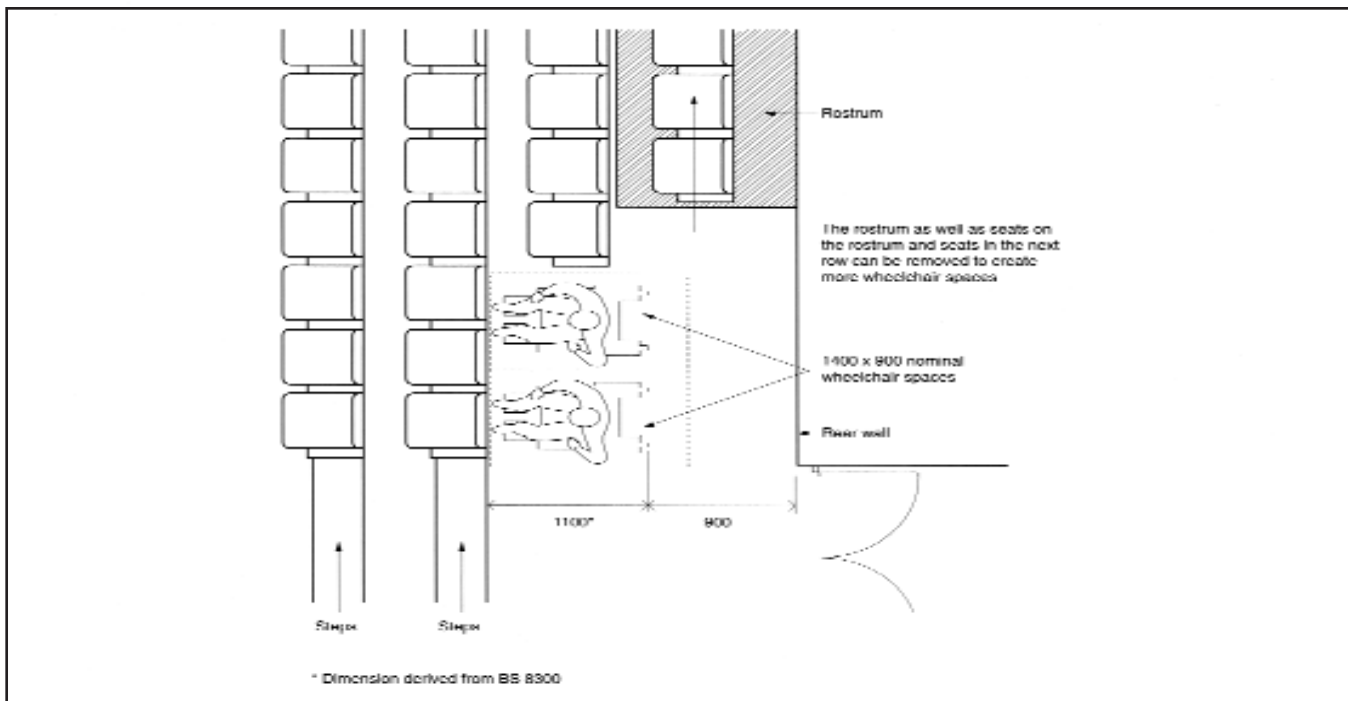 Rostrum
The rostrum as well as seats on
the rostrum and seats in the next
row can be removed to create
more wheelchair spaces
1400 x 900 nominal
wheelchair spaces
Rear wall
1100*
900
Steps
Steps
* Dimension derived from BS 8300